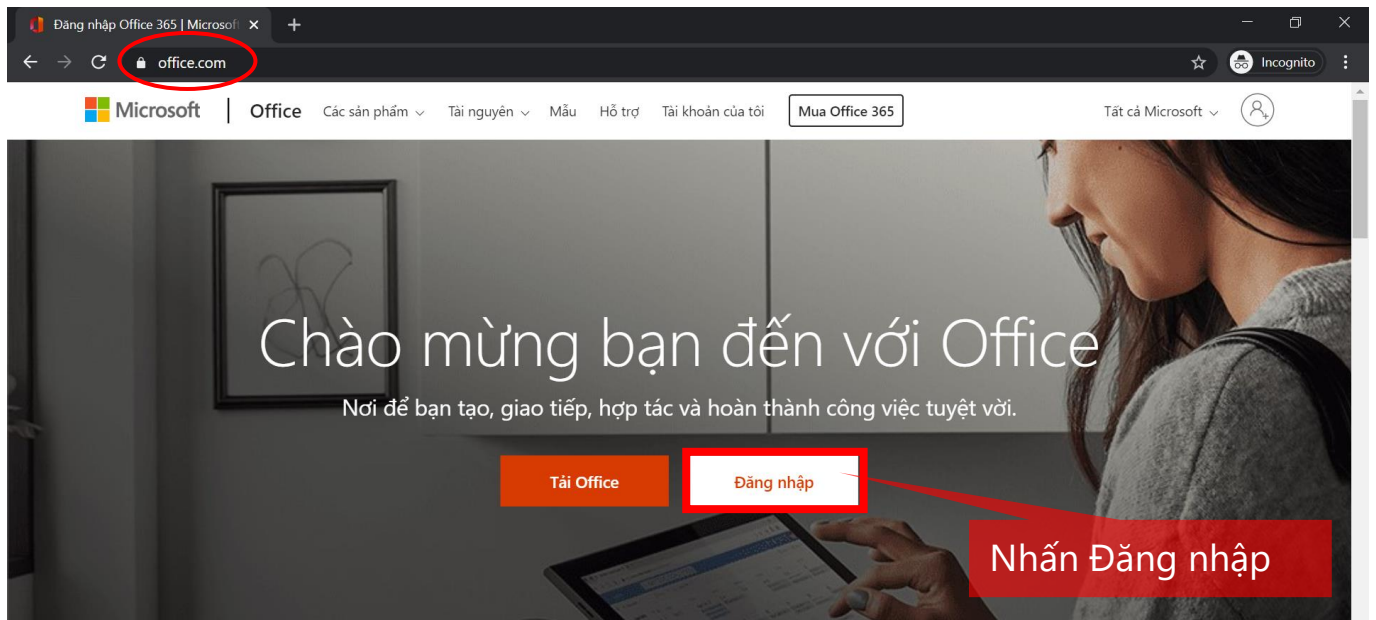 Đăng nhập Office 365 | Microsoft
office.com
Incognito
Microsoft | Office Các sản phẩm Tài nguyên Mẫu Hỗ trợ Tài khoản của tôi Mua Office 365 Tất cả Microsoft
Chào mừng bạn đến với Office
Nơi để bạn tạo, giao tiếp, hợp tác và hoàn thành công việc tuyệt vời.
Tải Office Đăng nhập
Nhấn Đăng nhập